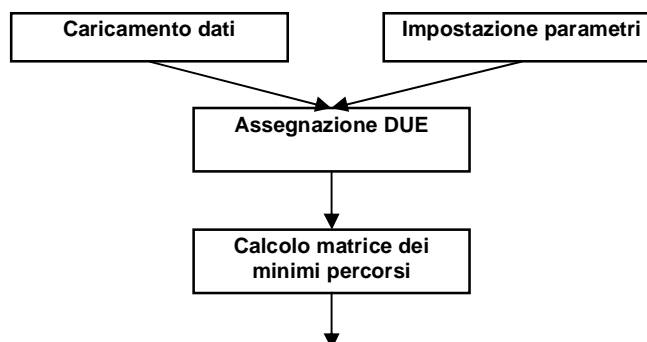 Caricamento dati
Impostazione parametri
Assegnazione DUE
Calcolo matrice dei
minimi percorsi